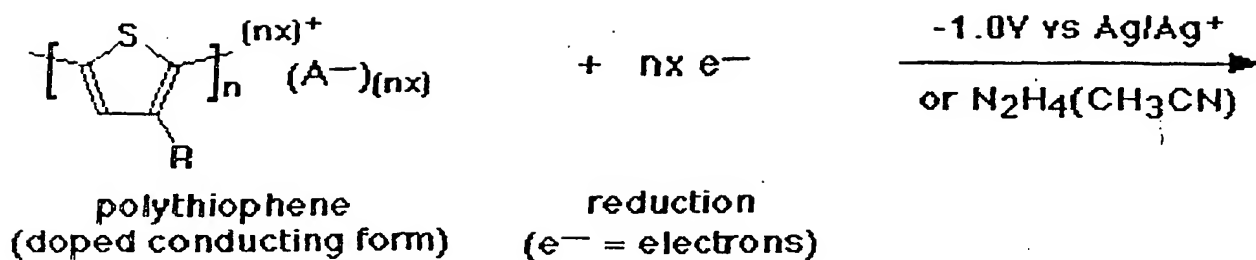 S
[ ]n (nx)+ (A—)(nx) + nx e—
R
-1.0V vs Ag/Ag+
or N2H4(CH3CN)
polythiophene
(doped conducting form)
reduction
(e— = electrons)